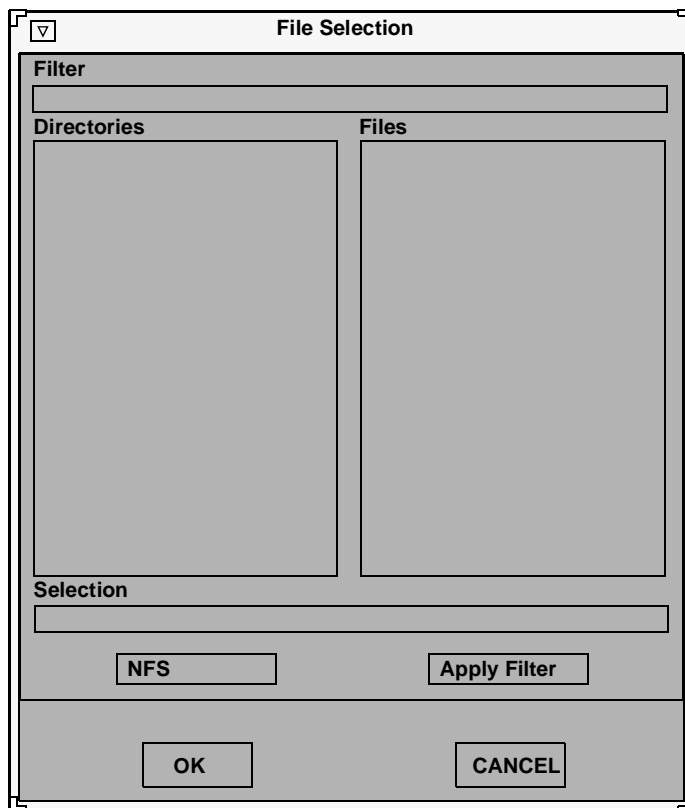 File Selection
Filter
Directories Files
Selection
NFS Apply Filter
OK CANCEL